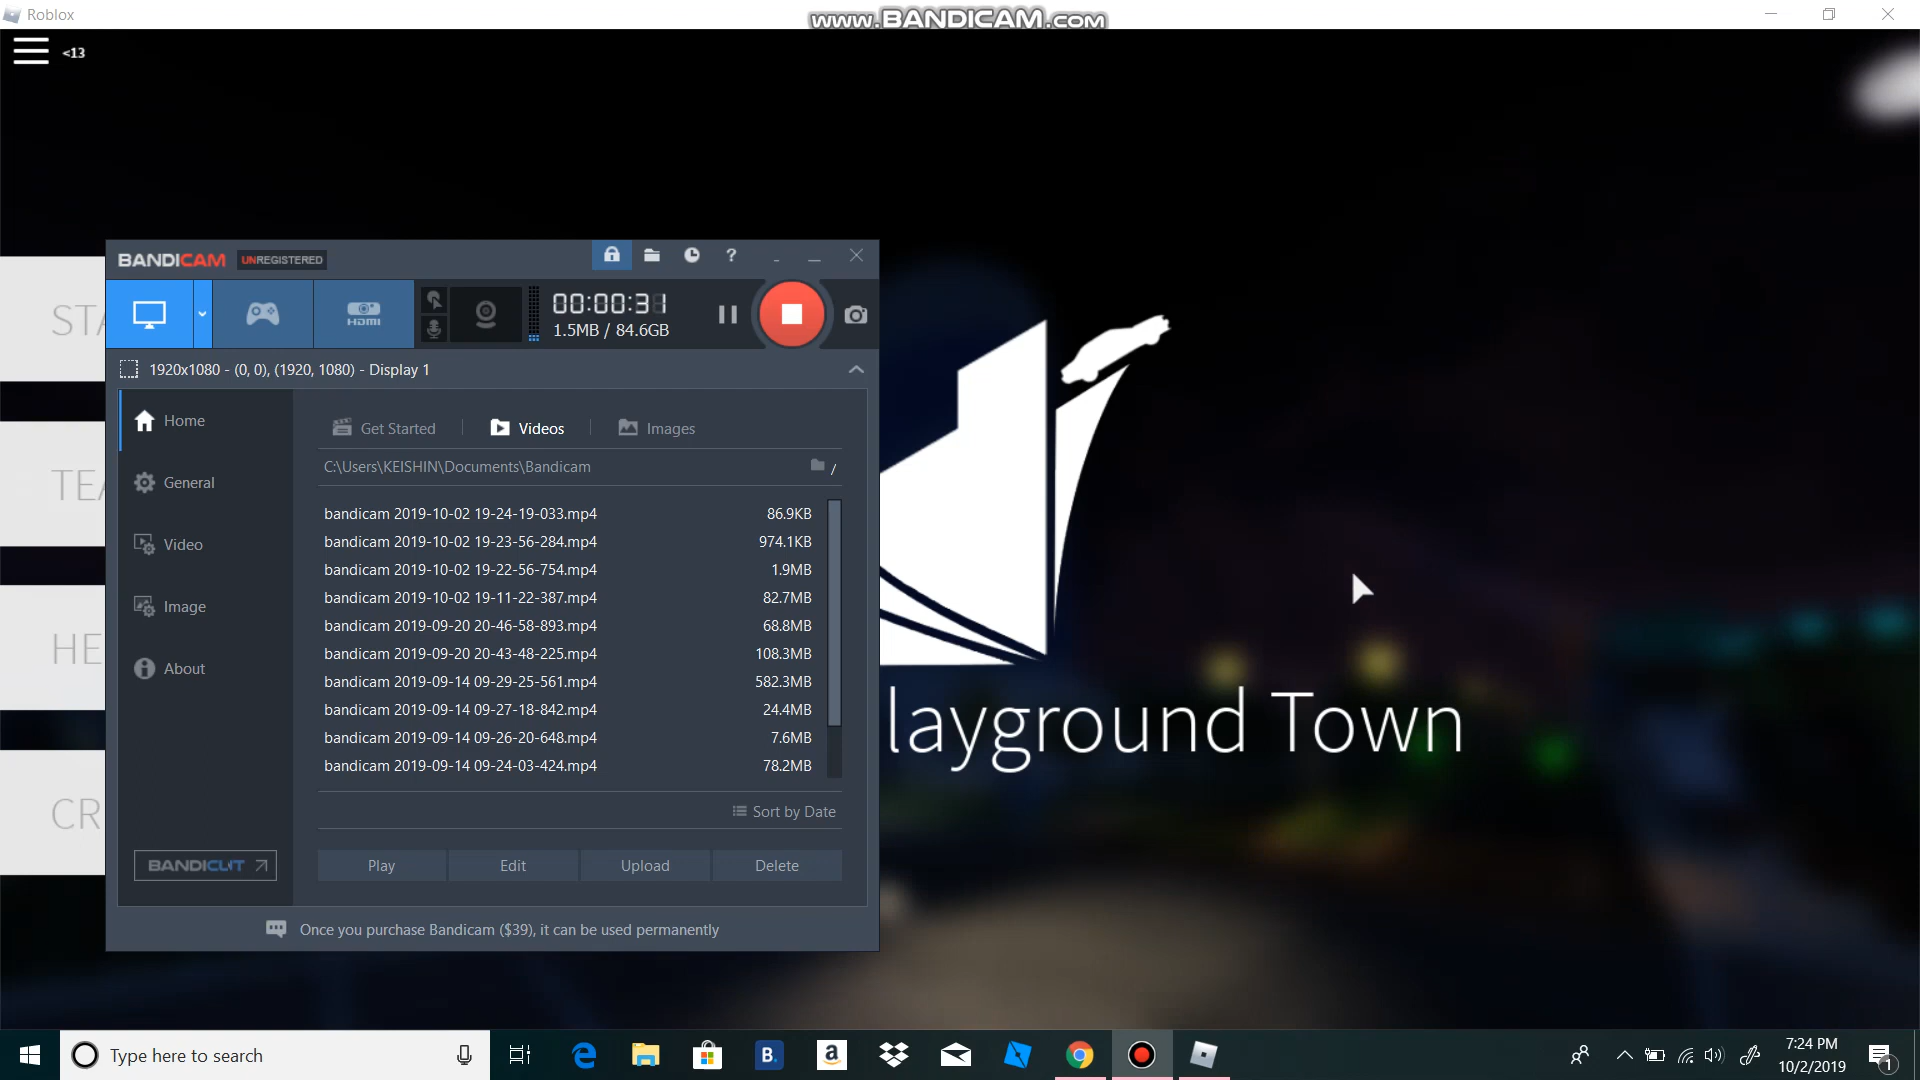 Roblox
www.BANDICAM.com
<13
STA
TEA
HE
CR
BANDICAM UNREGISTERED
?
HDMI
00:00:31
1.5MB / 84.6GB
1920x1080 - (0, 0), (1920, 1080) - Display 1
Home
General
Video
Image
About
BANDICUT
Get Started
Videos
Images
C:\Users\KEISHIN\Documents\Bandicam
/
bandicam 2019-10-02 19-24-19-033.mp4 86.9KB
bandicam 2019-10-02 19-23-56-284.mp4 974.1KB
bandicam 2019-10-02 19-22-56-754.mp4 1.9MB
bandicam 2019-10-02 19-11-22-387.mp4 82.7MB
bandicam 2019-09-20 20-46-58-893.mp4 68.8MB
bandicam 2019-09-20 20-43-48-225.mp4 108.3MB
bandicam 2019-09-14 09-29-25-561.mp4 582.3MB
bandicam 2019-09-14 09-27-18-842.mp4 24.4MB
bandicam 2019-09-14 09-26-20-648.mp4 7.6MB
bandicam 2019-09-14 09-24-03-424.mp4 78.2MB
Sort by Date
Play Edit Upload Delete
Once you purchase Bandicam ($39), it can be used permanently
layground Town
Type here to search
B.
a
7:24 PM
10/2/2019
1